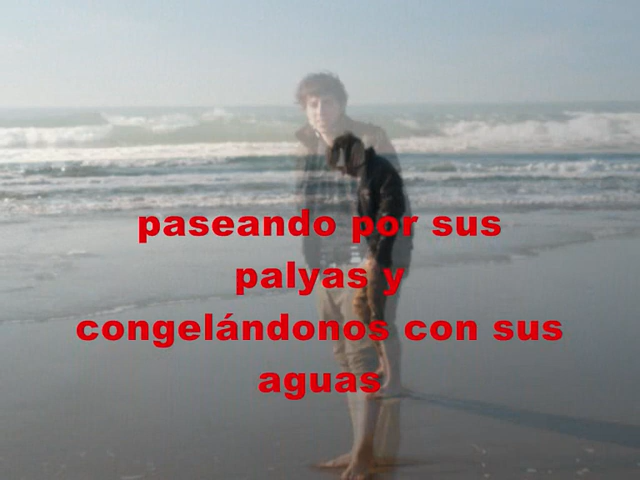 paseando por sus
palyas y
congelándonos con sus
aguas